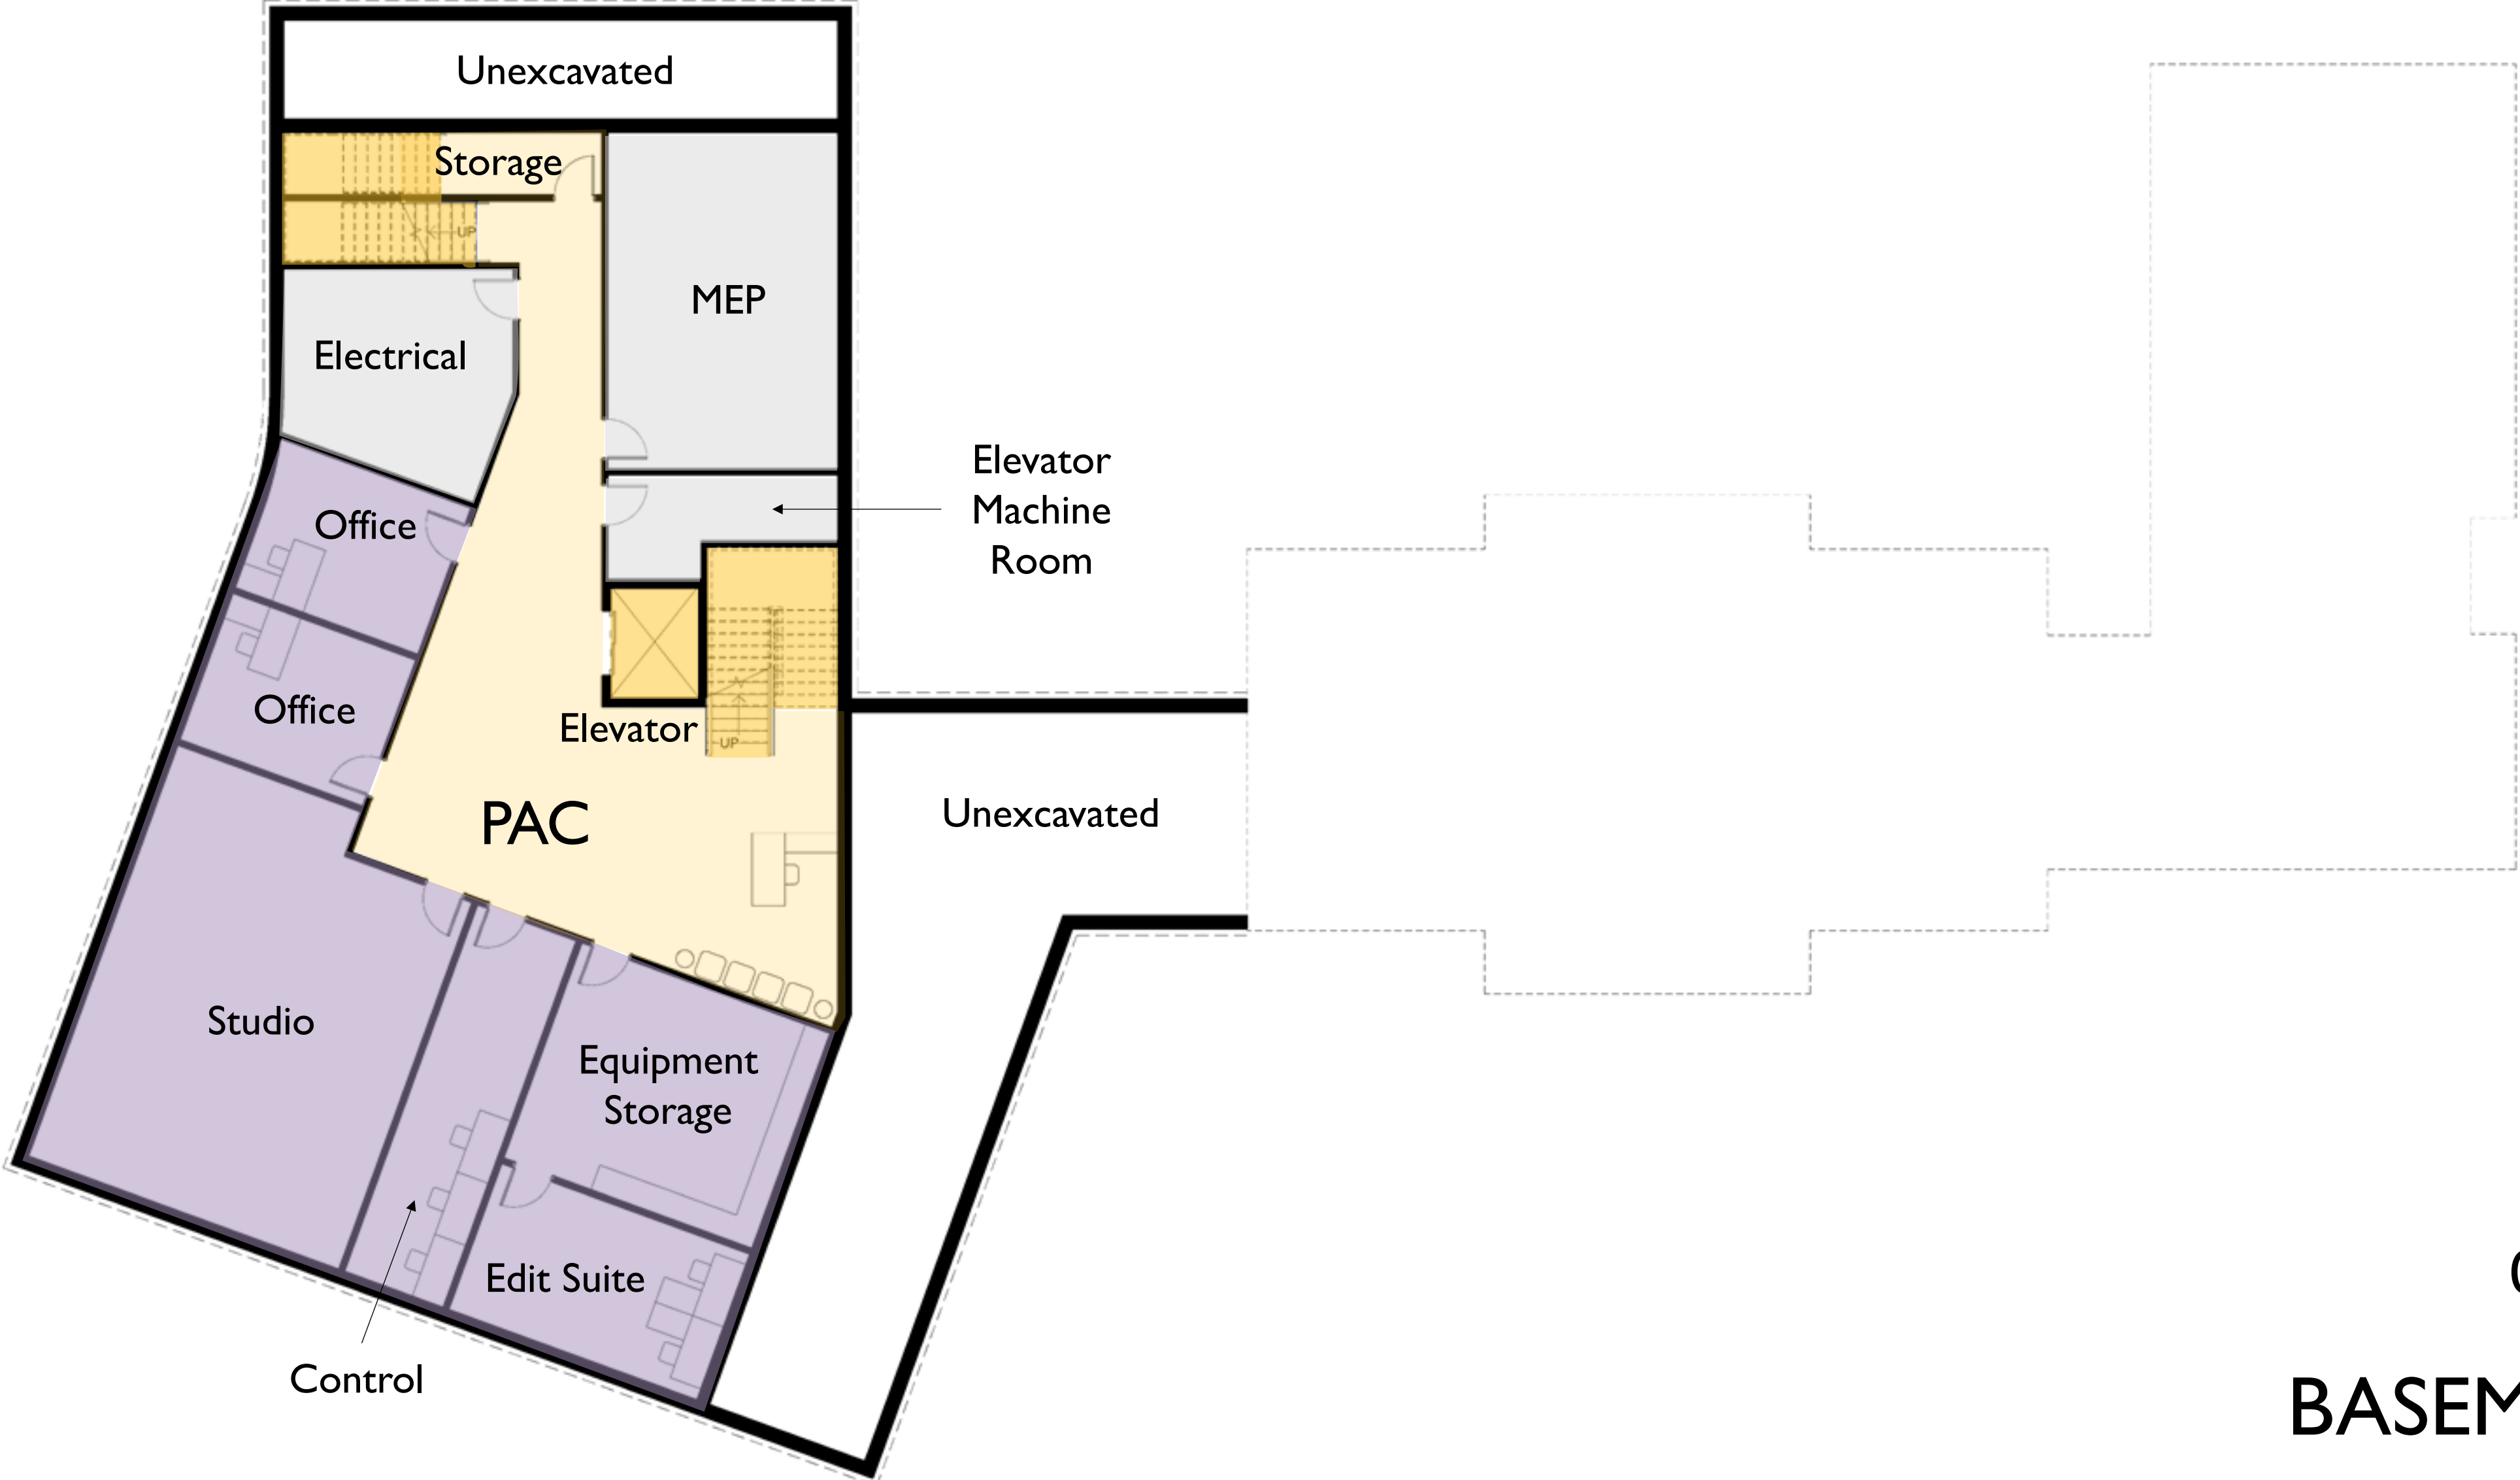 Unexcavated
Storage
UP
MEP
Electrical
Elevator
Machine
Room
Office
Office
Elevator
UP
PAC
Unexcavated
Studio
Equipment
Storage
Edit Suite
Control